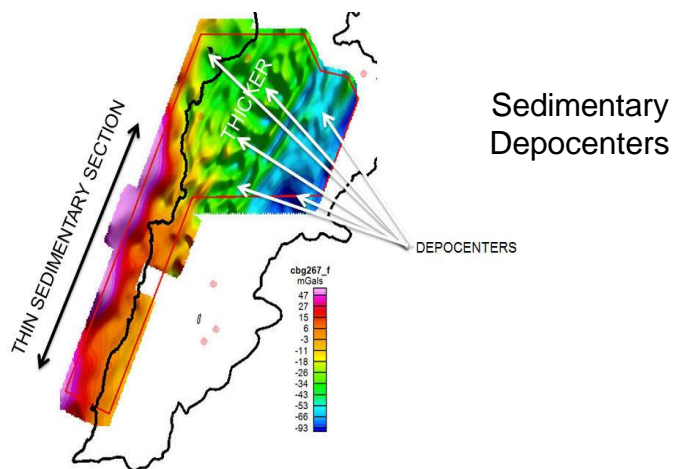 Sedimentary
Depocenters
THICKER
THIN SEDIMENTARY SECTION
DEPOCENTERS
cbg267_f
mGals
47
27
15
6
-3
-11
-18
-26
-34
-43
-53
-66
-93